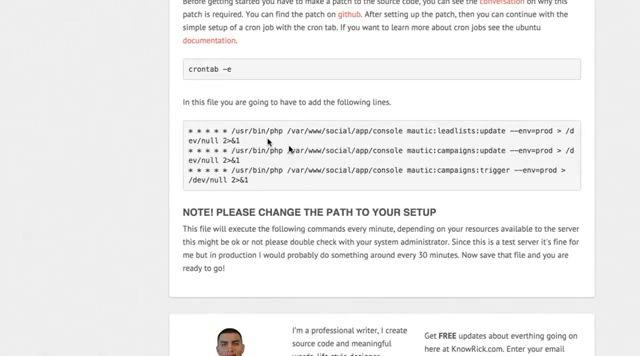 Before getting started you have to make a patch to the source code, you can see the conversation on why this
patch is required. You can find the patch on github. After setting up the patch, then you can continue with the
simple setup of a cron job with the cron tab. If you want to learn more about cron jobs see the ubuntu
documentation.
crontab -e
In this file you are going to have to add the following lines.
* * * * * /usr/bin/php /var/www/social/app/console mautic:leadlists:update --env=prod > /d
ev/null 2>&1
* * * * * /usr/bin/php /var/www/social/app/console mautic:campaigns:update --env=prod > /d
ev/null 2>&1
* * * * * /usr/bin/php /var/www/social/app/console mautic:campaigns:trigger --env=prod >
/dev/null 2>&1
NOTE! PLEASE CHANGE THE PATH TO YOUR SETUP
This file will execute the following commands every minute, depending on your resources available to the server
this might be ok or not please double check with your system administrator. Since this is a test server it's fine for
me but in production I would probably do something around every 30 minutes. Now save that file and you are
ready to go!
I'm a professional writer, I create
source code and meaningful
Get FREE updates about everthing going on
here at KnowRick.com. Enter your email